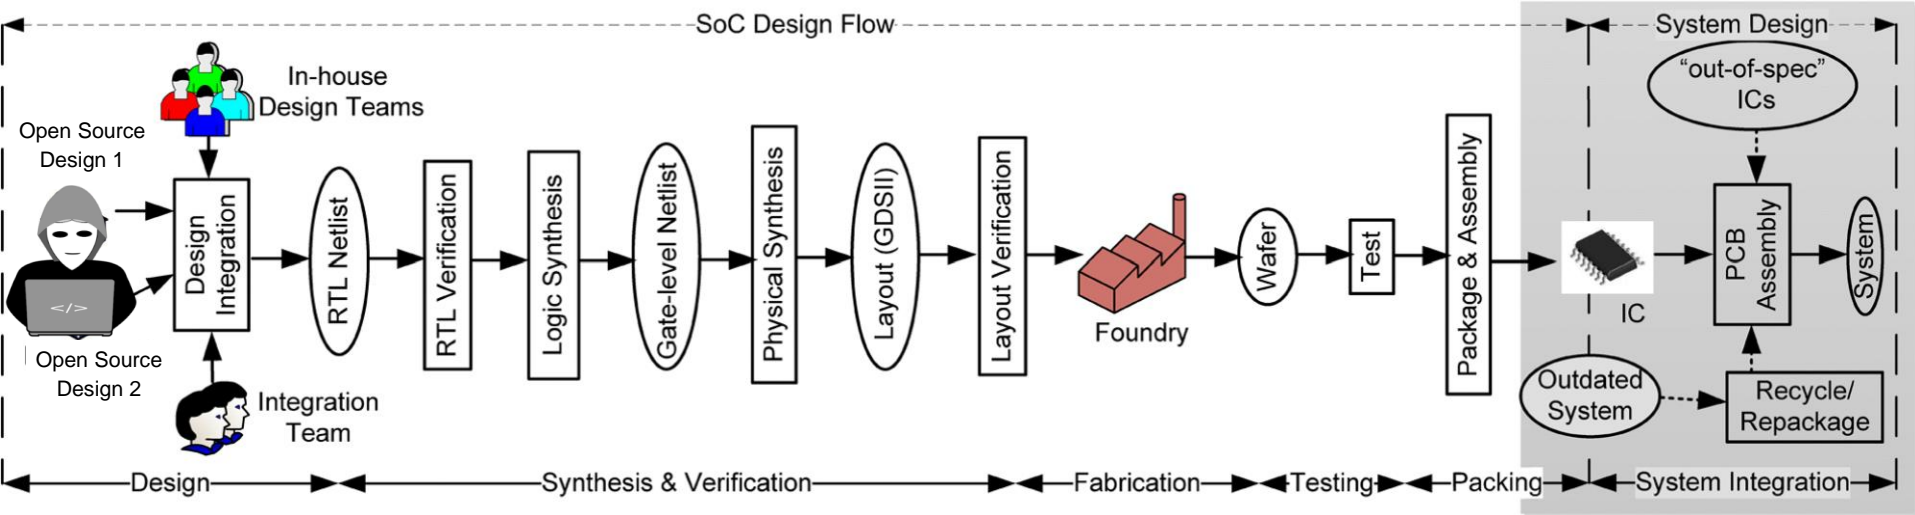 SoC Design Flow
System Design
In-house
Design Teams
Open Source
Design 1
</>
Open Source
Design 2
Design
Integration
Integration
Team
RTL Netlist
RTL Verification
Logic Synthesis
Gate-level Netlist
Physical Synthesis
Layout (GDSII)
Layout Verification
Foundry
Wafer
Test
Package & Assembly
IC
“out-of-spec”
ICs
PCB
Assembly
System
Outdated
System
Recycle/
Repackage
Design
Synthesis & Verification
Fabrication
Testing
Packing
System Integration